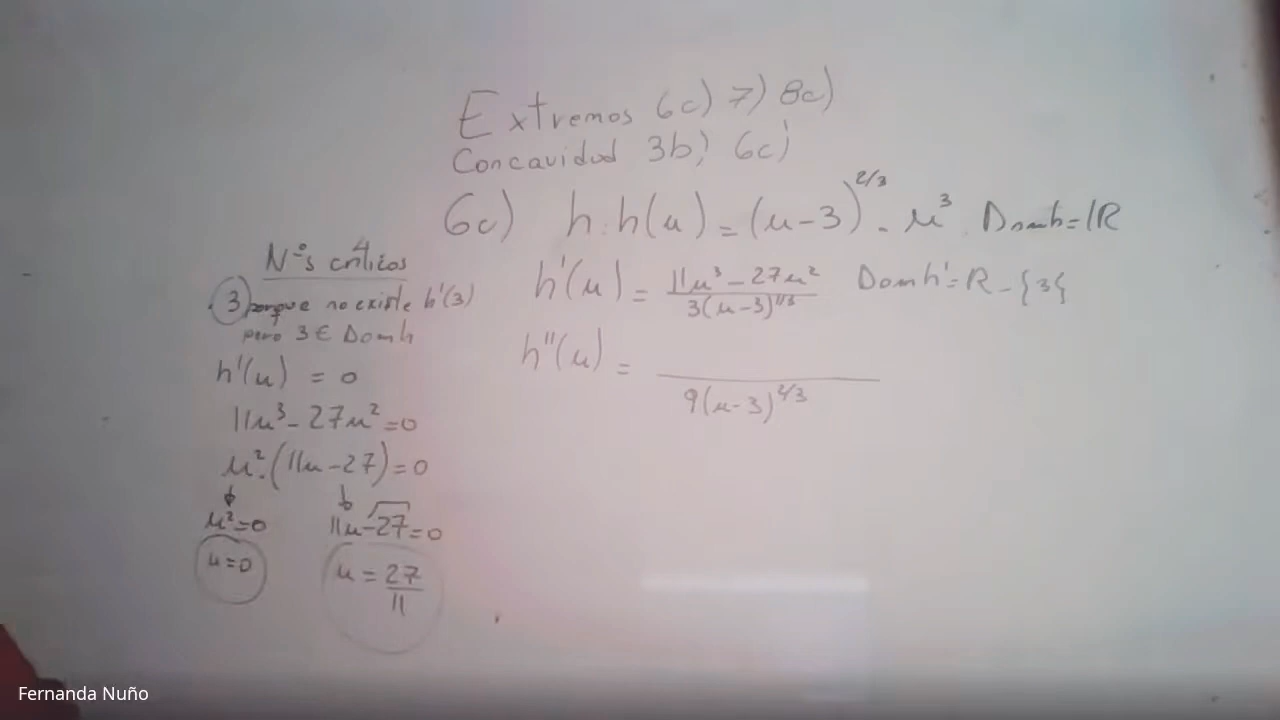 Extremos 6c) 7) 8c)
Concavidad 3b) 6c)
6c) h: h(u) = (u-3)^2/3 . u^3. Dom h = IR
h'(u) = 11u^3 - 27u^2 / 3(u-3)^1/3 Dom h' = R - {3{
h''(u) = / 9(u-3)^2/3
Nºs críticos
3 porque no existe h'(3)
pero 3 ∈ Dom h
h'(u) = 0
11u^3 - 27u^2 = 0
u^2 . (11u - 27) = 0
u^2 = 0 11u - 27 = 0
u = 0 u = 27/11
Fernanda Nuño